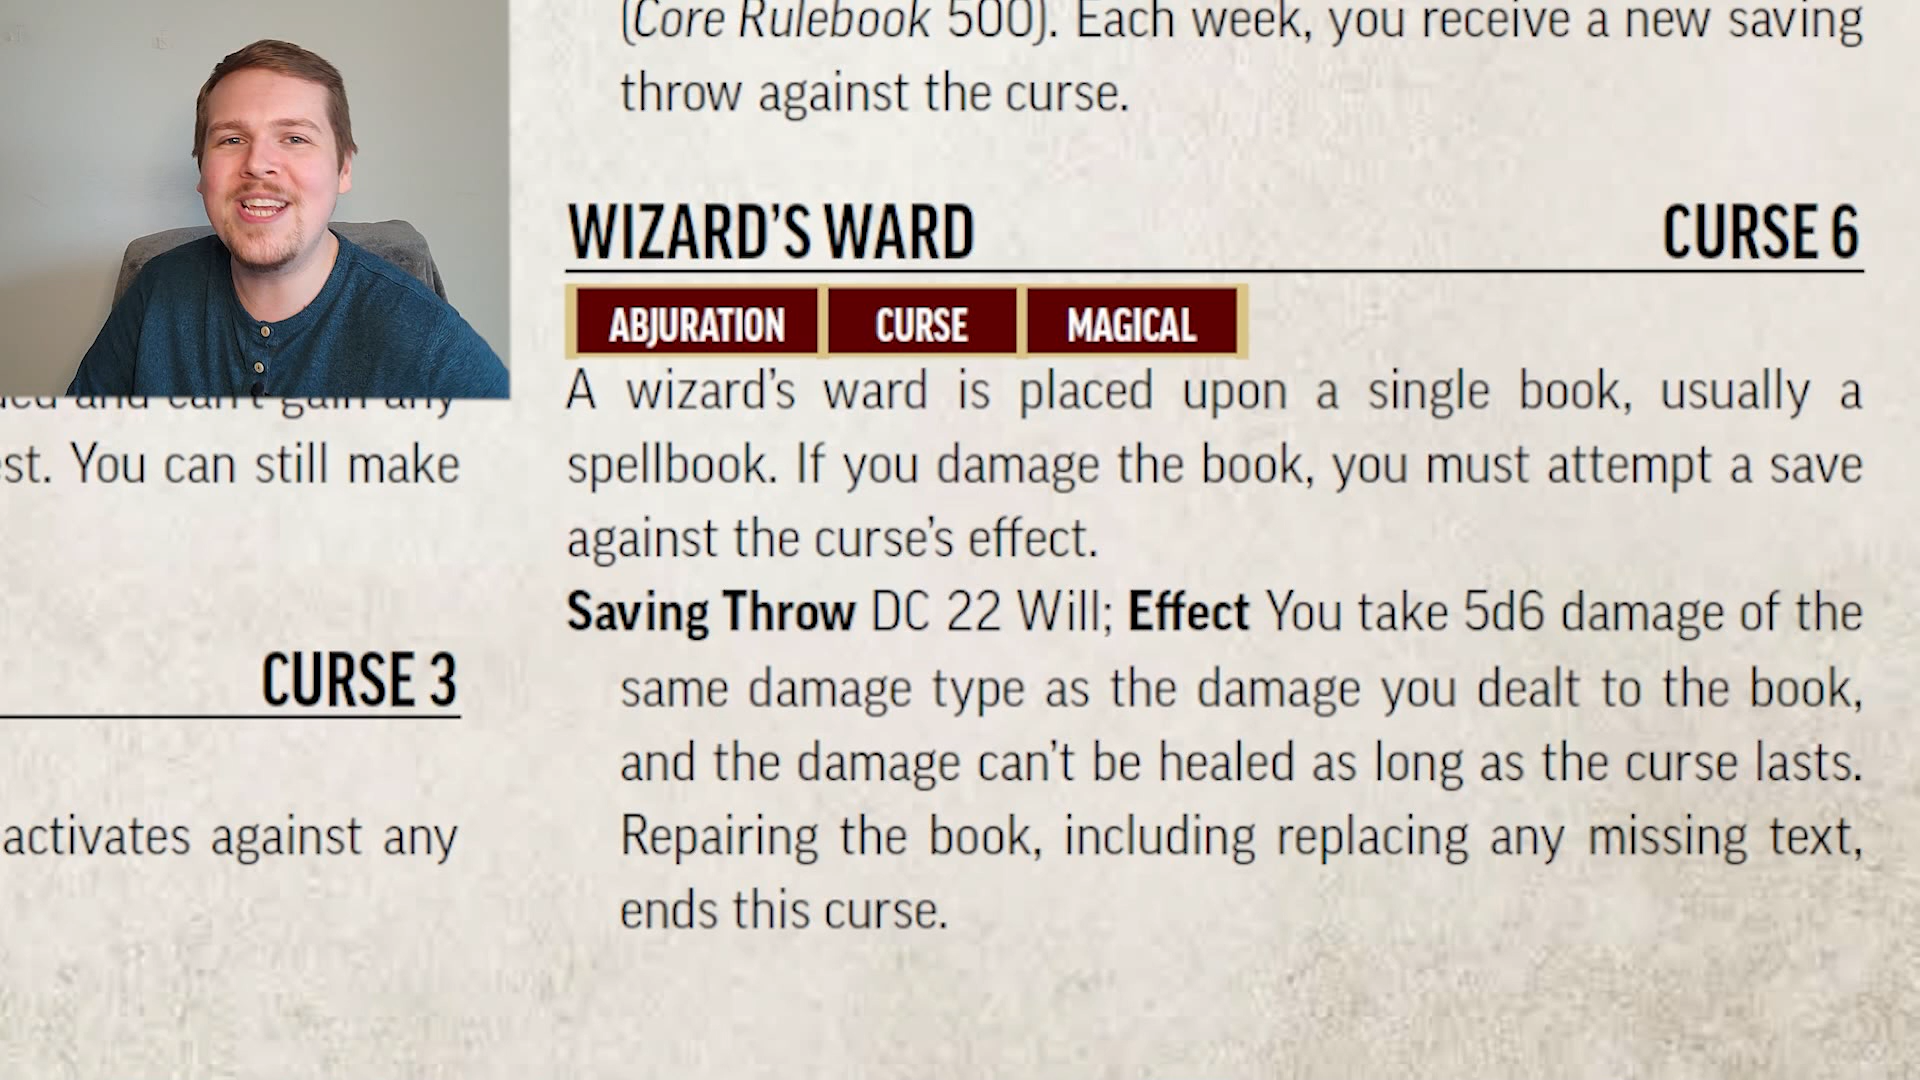 (Core Rulebook 500). Each week, you receive a new saving
throw against the curse.
WIZARD'S WARD CURSE 6
ABJURATION CURSE MAGICAL
A wizard's ward is placed upon a single book, usually a
spellbook. If you damage the book, you must attempt a save
against the curse's effect.
Saving Throw DC 22 Will; Effect You take 5d6 damage of the
same damage type as the damage you dealt to the book,
and the damage can't be healed as long as the curse lasts.
Repairing the book, including replacing any missing text,
ends this curse.
and can't gain any
You can still make
CURSE 3
activates against any